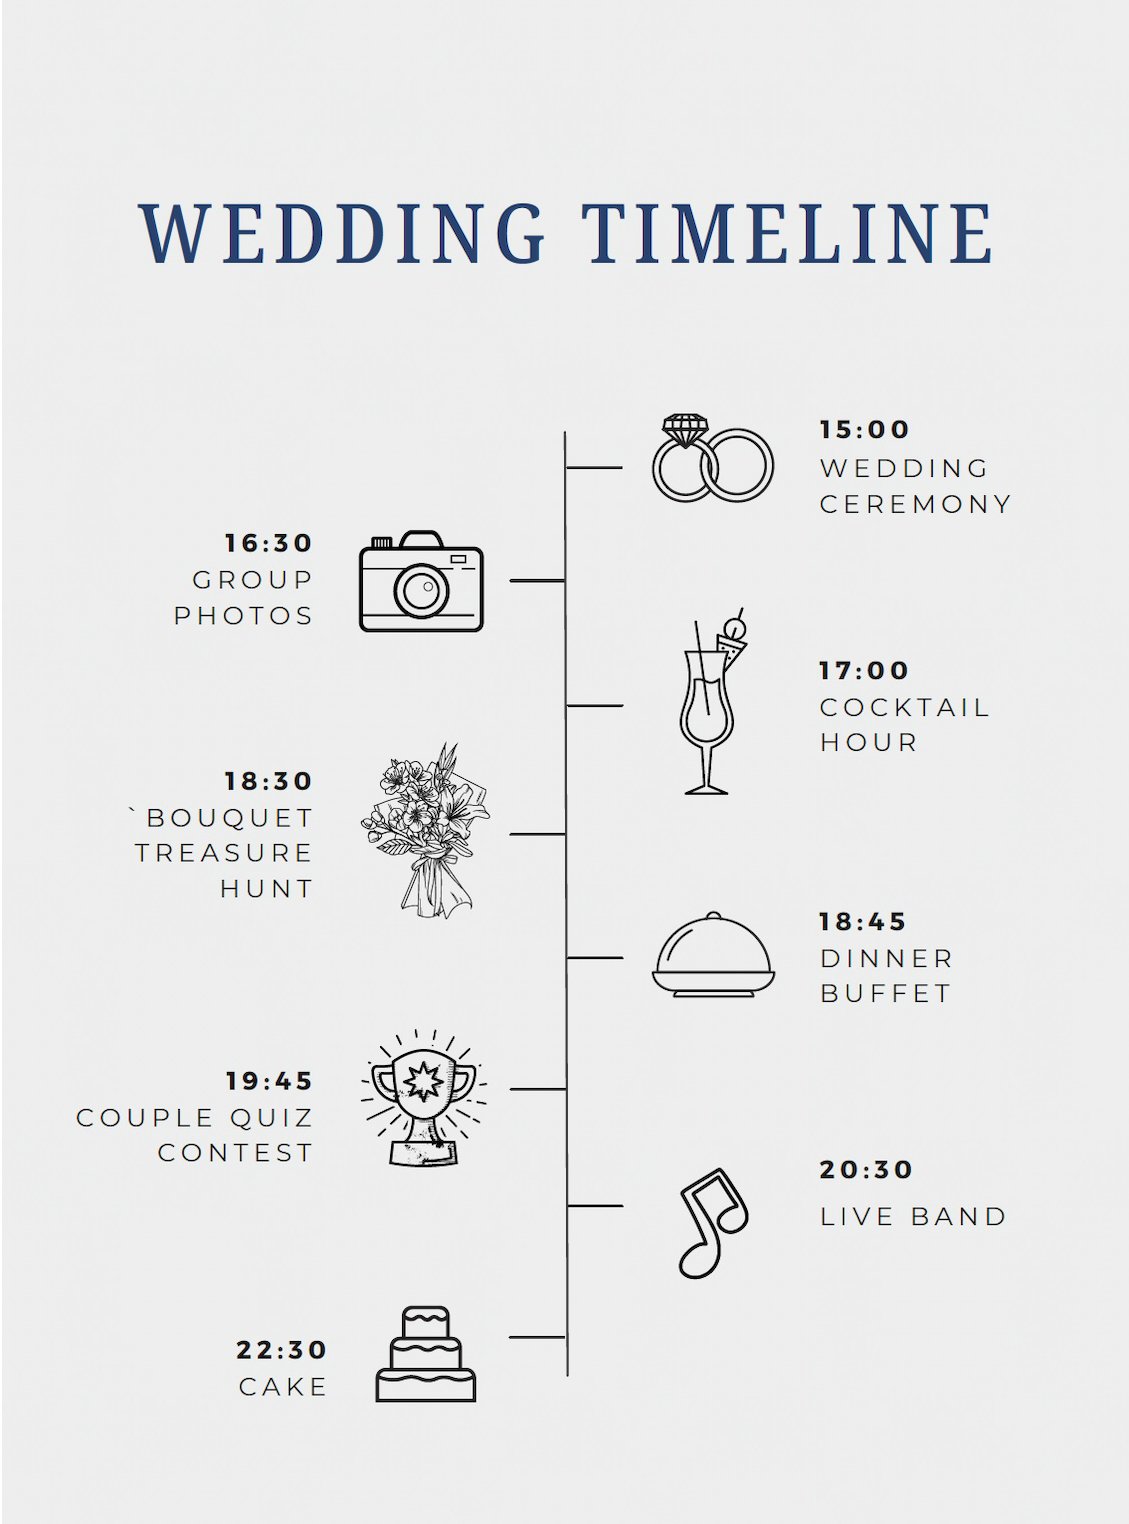 WEDDING TIMELINE
15:00
WEDDING
CEREMONY
16:30
GROUP
PHOTOS
17:00
COCKTAIL
HOUR
18:30
`BOUQUET
TREASURE
HUNT
18:45
DINNER
BUFFET
19:45
COUPLE QUIZ
CONTEST
20:30
LIVE BAND
22:30
CAKE